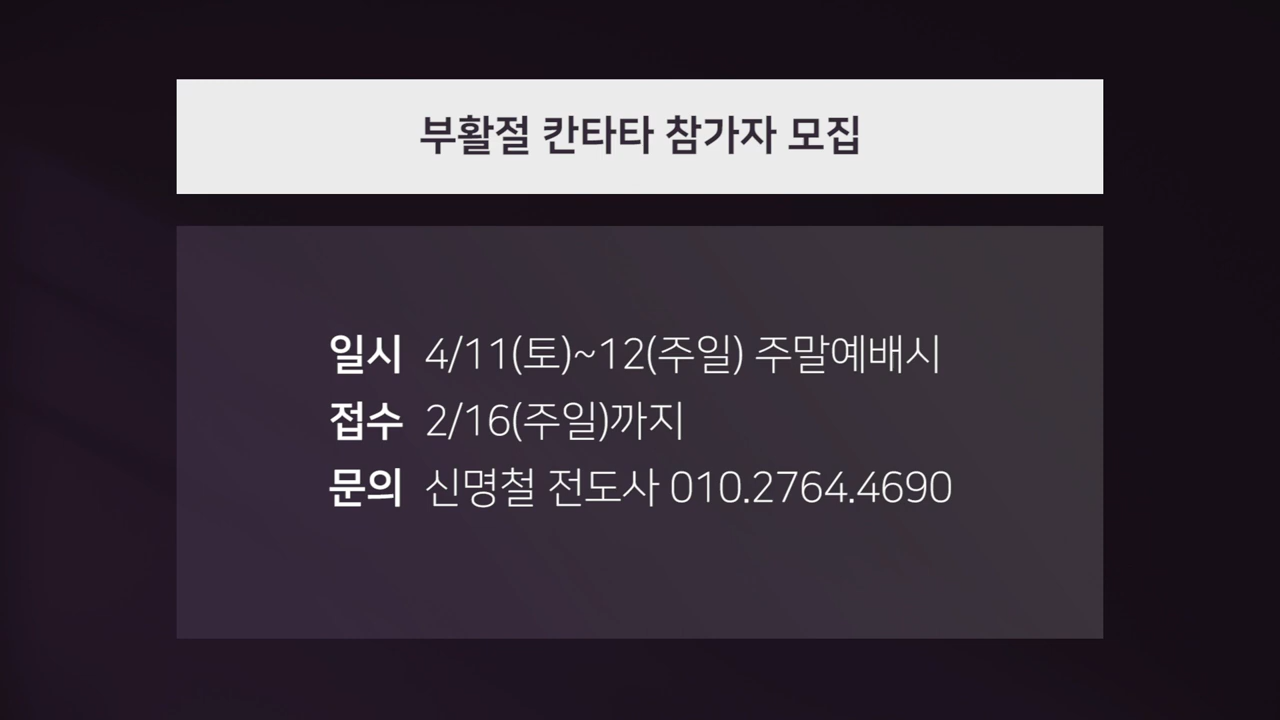 부활절 칸타타 참가자 모집
일시 4/11(토)~12(주일) 주말예배시
접수 2/16(주일)까지
문의 신명철 전도사 010.2764.4690